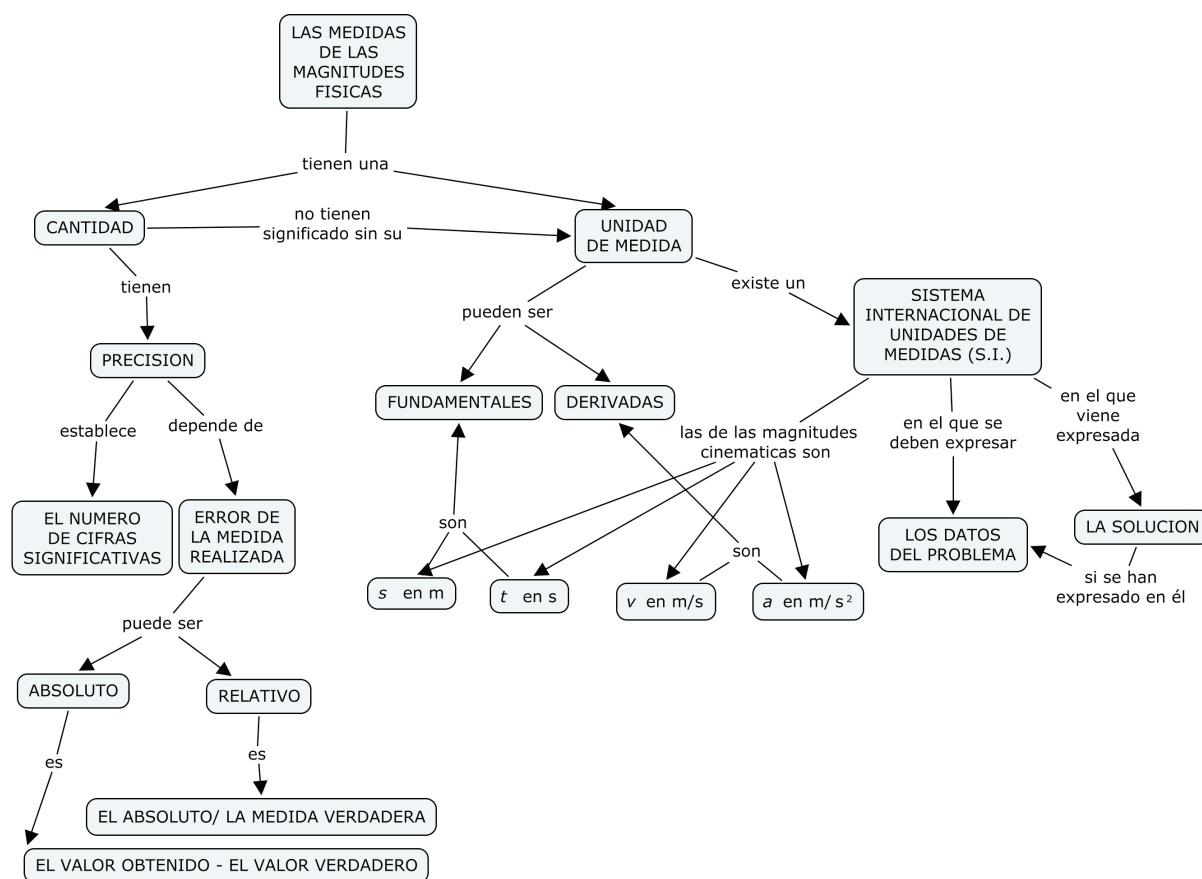 LAS MEDIDAS
DE LAS
MAGNITUDES
FISICAS
tienen una
CANTIDAD
no tienen
significado sin su
UNIDAD
DE MEDIDA
tienen
existe un
pueden ser
SISTEMA
INTERNACIONAL DE
UNIDADES DE
MEDIDAS (S.I.)
PRECISION
FUNDAMENTALES
DERIVADAS
establece
depende de
las de las magnitudes
cinematicas son
en el que se
deben expresar
en el que
viene
expresada
EL NUMERO
DE CIFRAS
SIGNIFICATIVAS
ERROR DE
LA MEDIDA
REALIZADA
son
son
LOS DATOS
DEL PROBLEMA
LA SOLUCION
s en m
t en s
v en m/s
a en m/ s²
si se han
expresado en él
puede ser
ABSOLUTO
RELATIVO
es
es
EL ABSOLUTO/ LA MEDIDA VERDADERA
EL VALOR OBTENIDO - EL VALOR VERDADERO